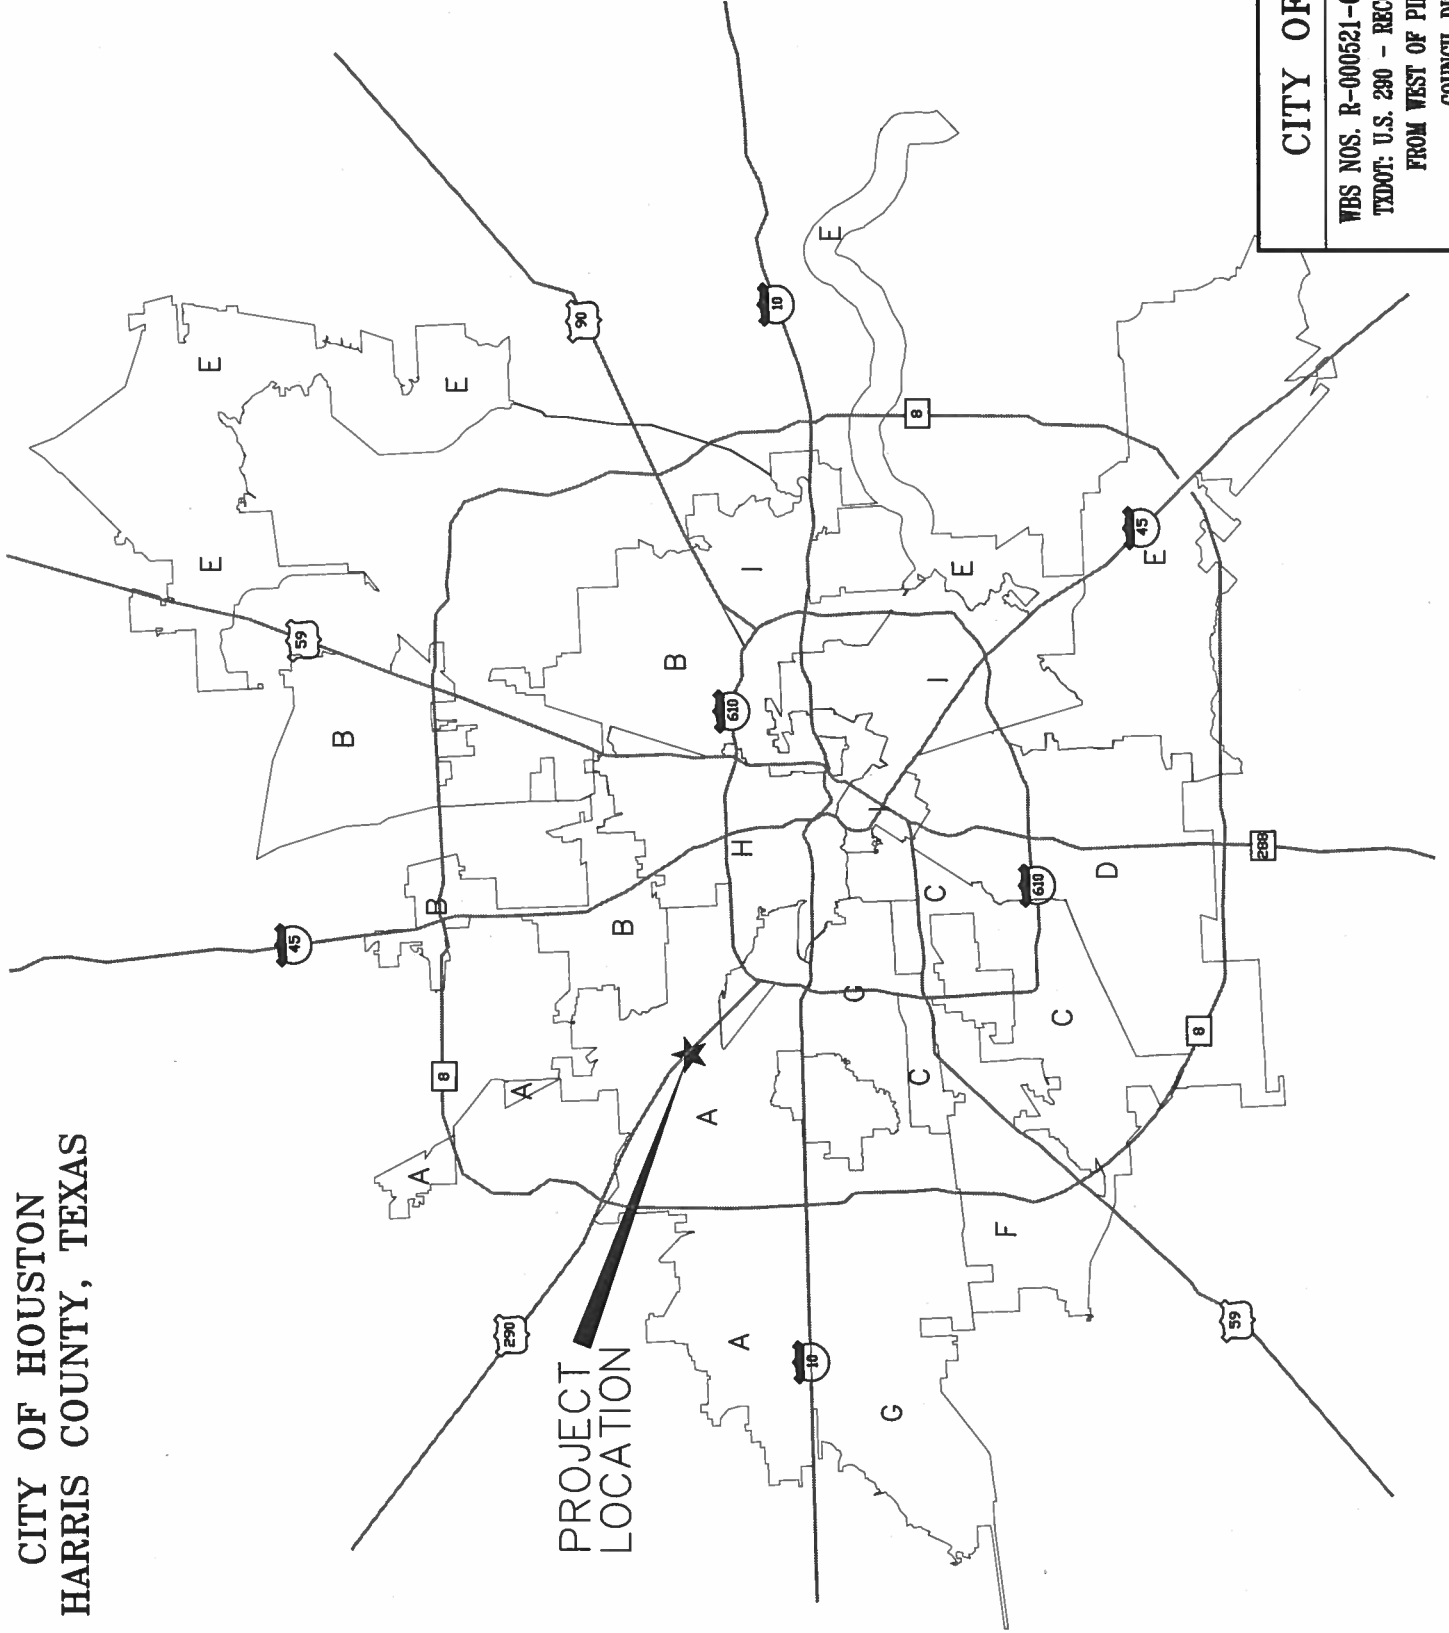 CITY OF HOUSTON
HARRIS COUNTY, TEXAS
PROJECT
LOCATION
290
A
A
A
A
8
45
B
B
B
B
59
E
E
E
90
10
E
8
45
E
E
I
I
I
610
H
G
C
C
C
610
D
288
8
F
G
10
59
CITY OF
WBS NOS. R-000521-
TXDOT: U.S. 290 - REC
FROM WEST OF
COUNCIL